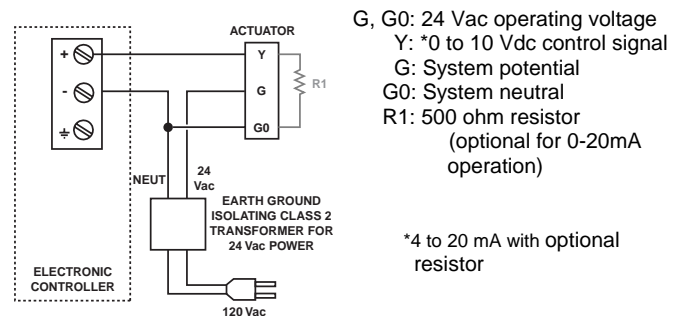 ACTUATOR
+
-
⏚
Y
G
G0
R1
NEUT
24
Vac
EARTH GROUND
ISOLATING CLASS 2
TRANSFORMER FOR
24 Vac POWER
ELECTRONIC
CONTROLLER
120 Vac
G, G0: 24 Vac operating voltage
Y: *0 to 10 Vdc control signal
G: System potential
G0: System neutral
R1: 500 ohm resistor
(optional for 0-20mA
operation)
*4 to 20 mA with optional
resistor